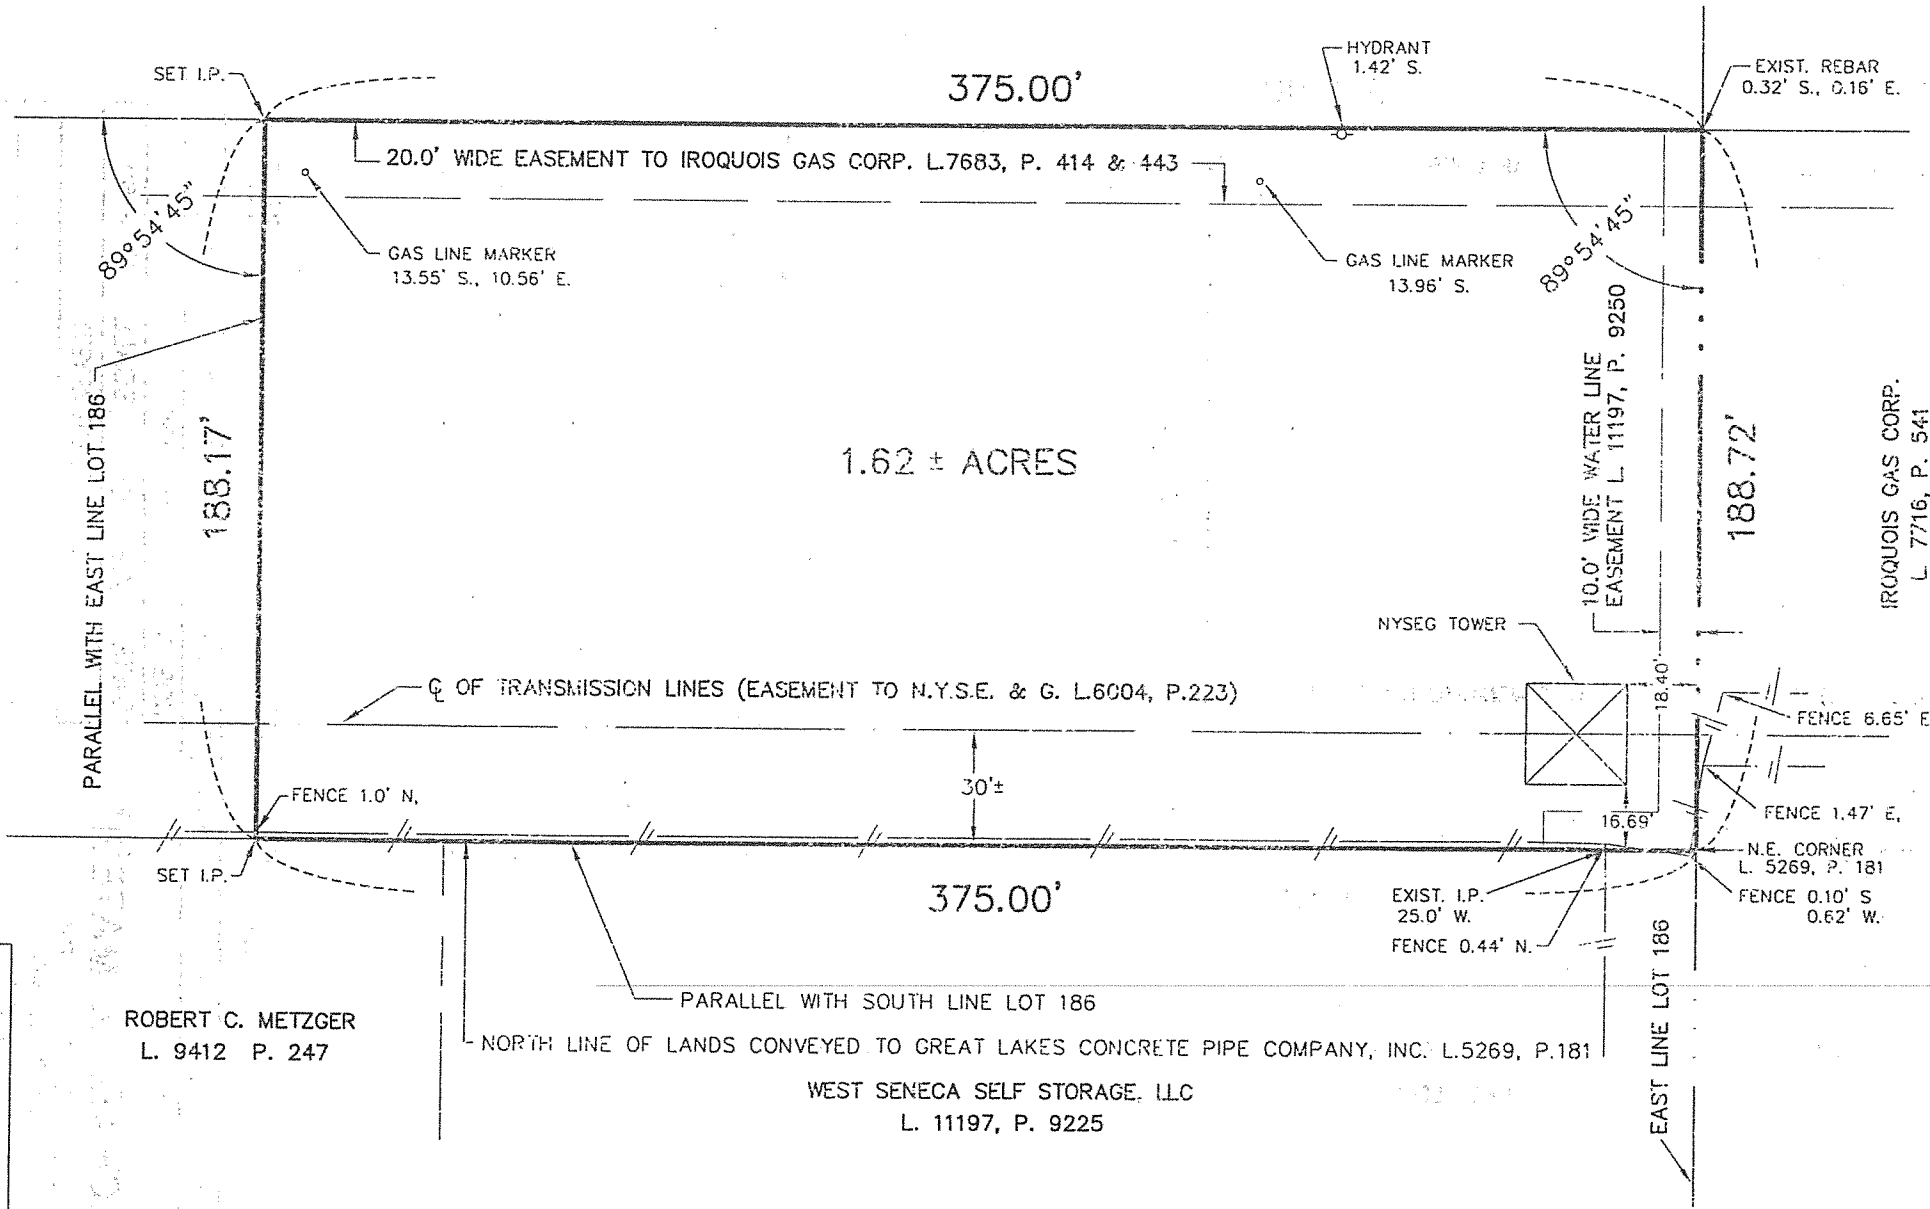 SET I.P.
375.00'
HYDRANT
1.42' S.
EXIST. REBAR
0.32' S., 0.16' E.
20.0' WIDE EASEMENT TO IROQUOIS GAS CORP. L.7683, P. 414 & 443
89°54'45"
GAS LINE MARKER
13.55' S., 10.56' E.
GAS LINE MARKER
13.96' S.
89°54'45"
PARALLEL WITH EAST LINE LOT 186
188.17'
1.62 ± ACRES
10.0' WIDE WATER LINE
EASEMENT L. 11197, P. 9250
188.72'
IROQUOIS GAS CORP.
L 7716, P. 541
NYSEG TOWER
18.40'
℄ OF TRANSMISSION LINES (EASEMENT TO N.Y.S.E. & G. L.6004, P.223)
FENCE 6.65' E
FENCE 1.0' N,
30'±
16.69'
FENCE 1.47' E,
SET I.P.
375.00'
N.E. CORNER
L. 5269, P. 181
EXIST. I.P.
25.0' W.
FENCE 0.10' S
0.62' W.
FENCE 0.44' N.
PARALLEL WITH SOUTH LINE LOT 186
ROBERT C. METZGER
L. 9412 P. 247
NORTH LINE OF LANDS CONVEYED TO GREAT LAKES CONCRETE PIPE COMPANY, INC. L.5269, P.181
WEST SENECA SELF STORAGE, LLC
L. 11197, P. 9225
EAST LINE LOT 186